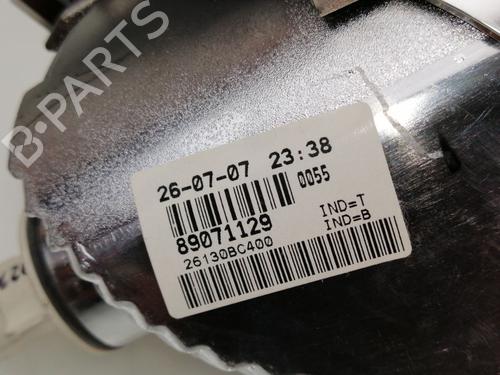 B-PARTS
26-07-07 23:38
0055
89071129
26130BC400
IND=T
IND=B